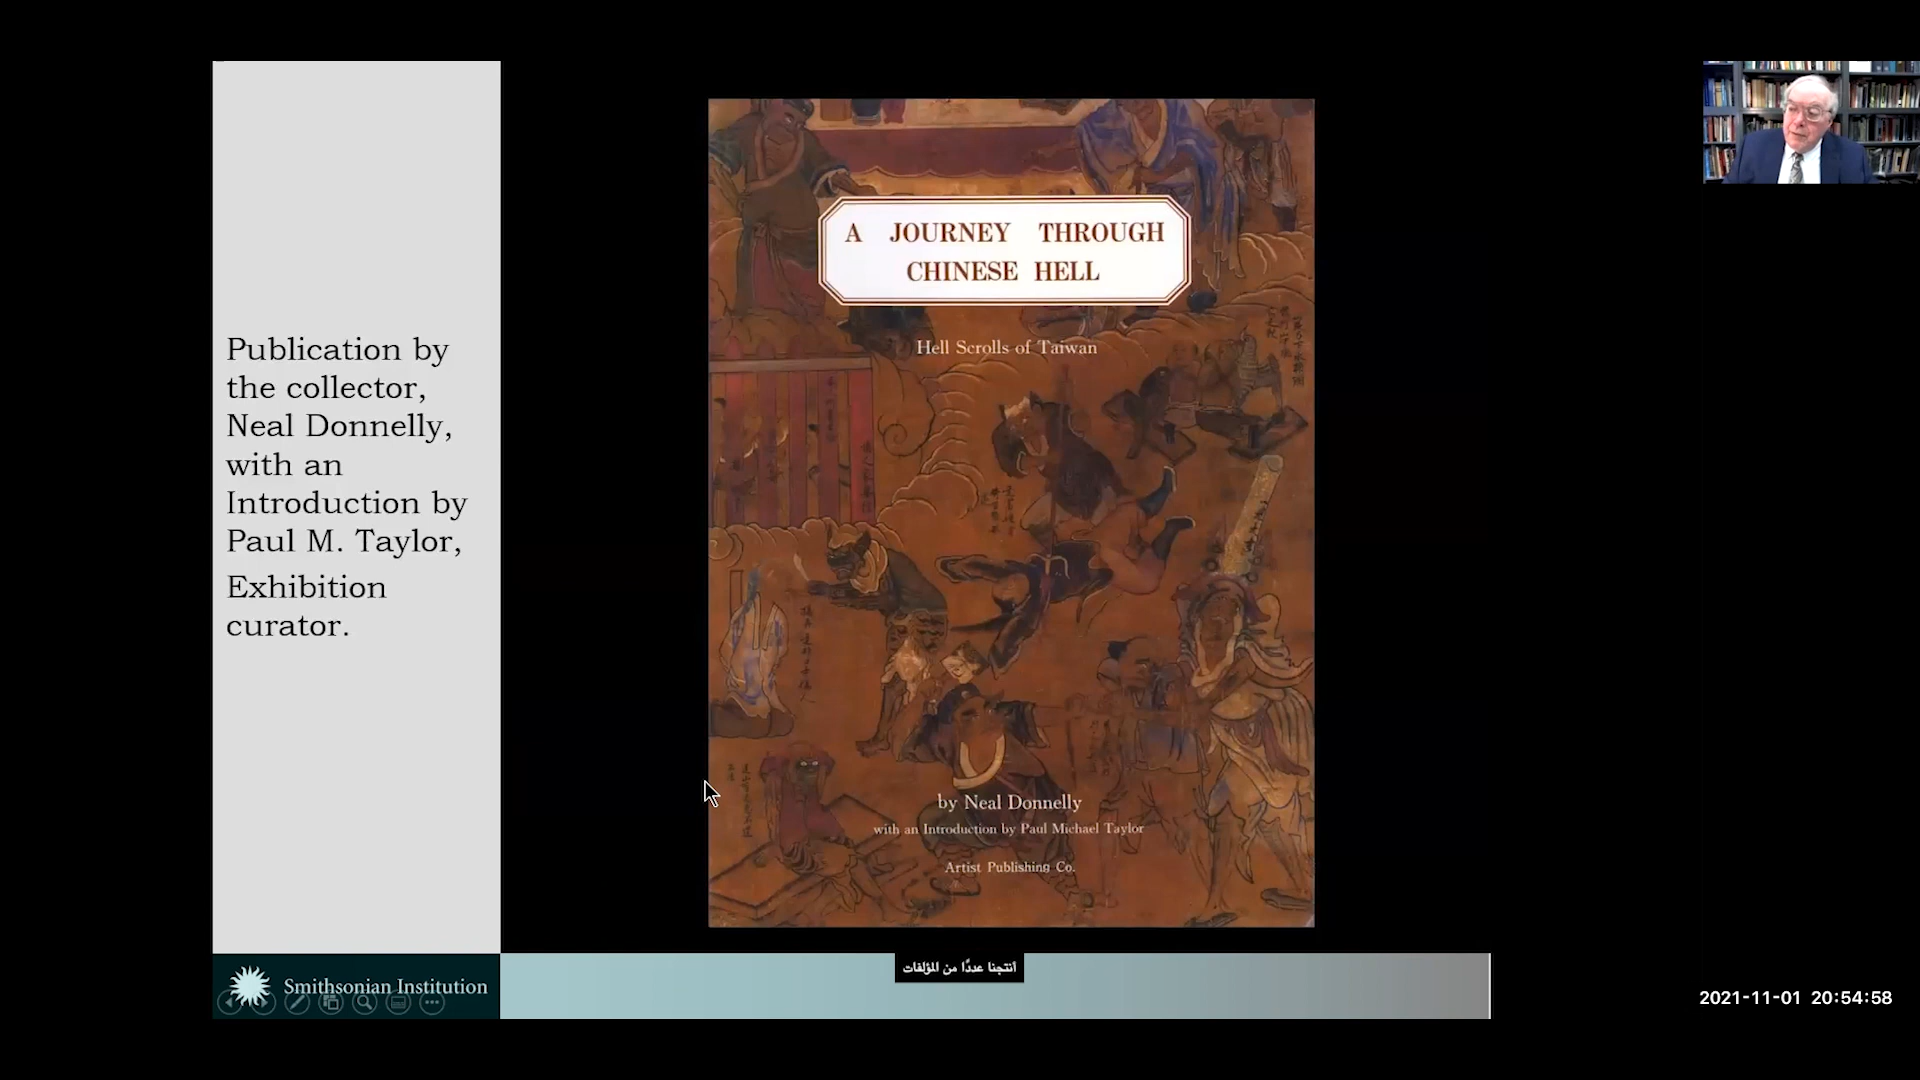 Publication by
the collector,
Neal Donnelly,
with an
Introduction by
Paul M. Taylor,
Exhibition
curator.
A JOURNEY THROUGH
CHINESE HELL
Hell Scrolls of Taiwan
by Neal Donnelly
with an Introduction by Paul Michael Taylor
Artist Publishing Co.
Smithsonian Institution
أنتجنا عددًا من المؤلفات
2021-11-01 20:54:58